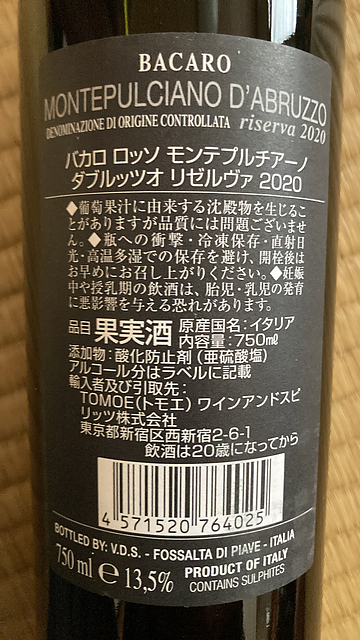 BACARO
MONTEPULCIANO D'ABRUZZO
DENOMINAZIONE DI ORIGINE CONTROLLATA riserva 2020
バカロ ロッソ モンテプルチアーノ
ダブルッツオ リゼルヴァ 2020
◆葡萄果汁に由来する沈殿物を生じるこ
とがありますが品質には問題ございませ
ん。◆瓶への衝撃・冷凍保存・直射日
光・高温多湿での保存を避け、開栓後は
お早めにお召し上がりください。◆妊娠
中や授乳期の飲酒は、胎児・乳児の発育
に悪影響を与える恐れがあります。
品目 果実酒 原産国名：イタリア
内容量：750㎖
添加物：酸化防止剤（亜硫酸塩）
アルコール分はラベルに記載
輸入者及び引取先：
TOMOE（トモエ）ワインアンドスピ
リッツ株式会社
東京都新宿区西新宿2-6-1
飲酒は20歳になってから
4 571520 764025
BOTTLED BY: V.D.S. - FOSSALTA DI PIAVE - ITALIA
750 ml e 13,5% PRODUCT OF ITALY
CONTAINS SULPHITES